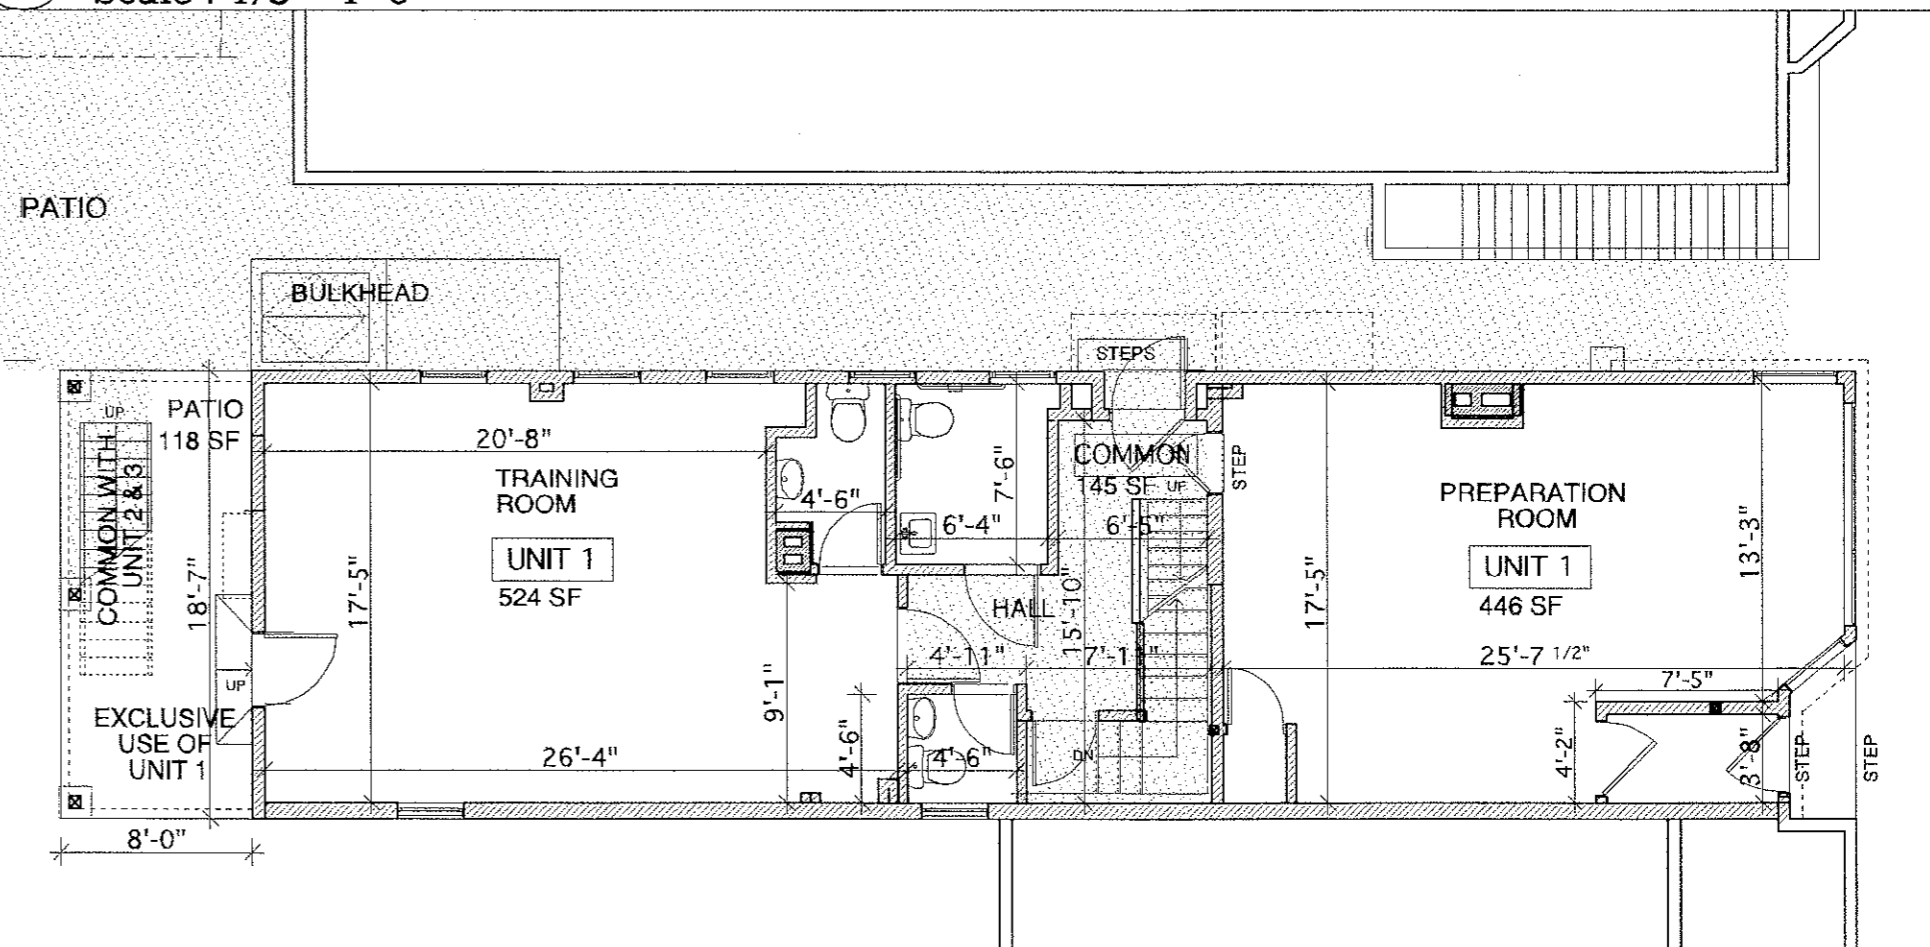 PATIO
BULKHEAD
STEPS
UP
PATIO
118 SF
COMMON WITH
UNIT 2 & 3
18'-7"
UP
EXCLUSIVE
USE OF
UNIT 1
8'-0"
20'-8"
TRAINING
ROOM
UNIT 1
524 SF
17'-5"
26'-4"
9'-1"
4'-6"
4'-6"
6'-4"
7'-6"
HALL
4'-11"
4'-6"
COMMON
145 SF
UP
STEP
6'-5"
15'-10"
7'-11"
DN
PREPARATION
ROOM
UNIT 1
446 SF
17'-5"
13'-3"
25'-7 1/2"
7'-5"
4'-2"
3'-8"
STEP
STEP